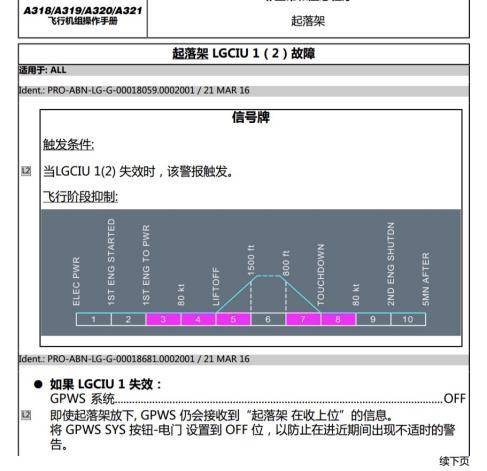 A318/A319/A320/A321
飞行机组操作手册
起落架
起落架 LGCIU 1（2）故障
适用于: ALL
Ident.: PRO-ABN-LG-G-00018059.0002001 / 21 MAR 16
信号牌
触发条件:
L2 当LGCIU 1(2) 失效时，该警报触发。
飞行阶段抑制:
ELEC PWR
1ST ENG STARTED
1ST ENG TO PWR
80 kt
LIFTOFF
1500 ft
800 ft
TOUCHDOWN
80 kt
2ND ENG SHUTDN
5MN AFTER
1 2 3 4 5 6 7 8 9 10
Ident.: PRO-ABN-LG-G-00018681.0002001 / 21 MAR 16
● 如果 LGCIU 1 失效：
GPWS 系统..........................................................................................OFF
L2 即使起落架放下, GPWS 仍会接收到“起落架 在收上位”的信息。
将 GPWS SYS 按钮-电门 设置到 OFF 位，以防止在进近期间出现不适时的警
告。
续下页